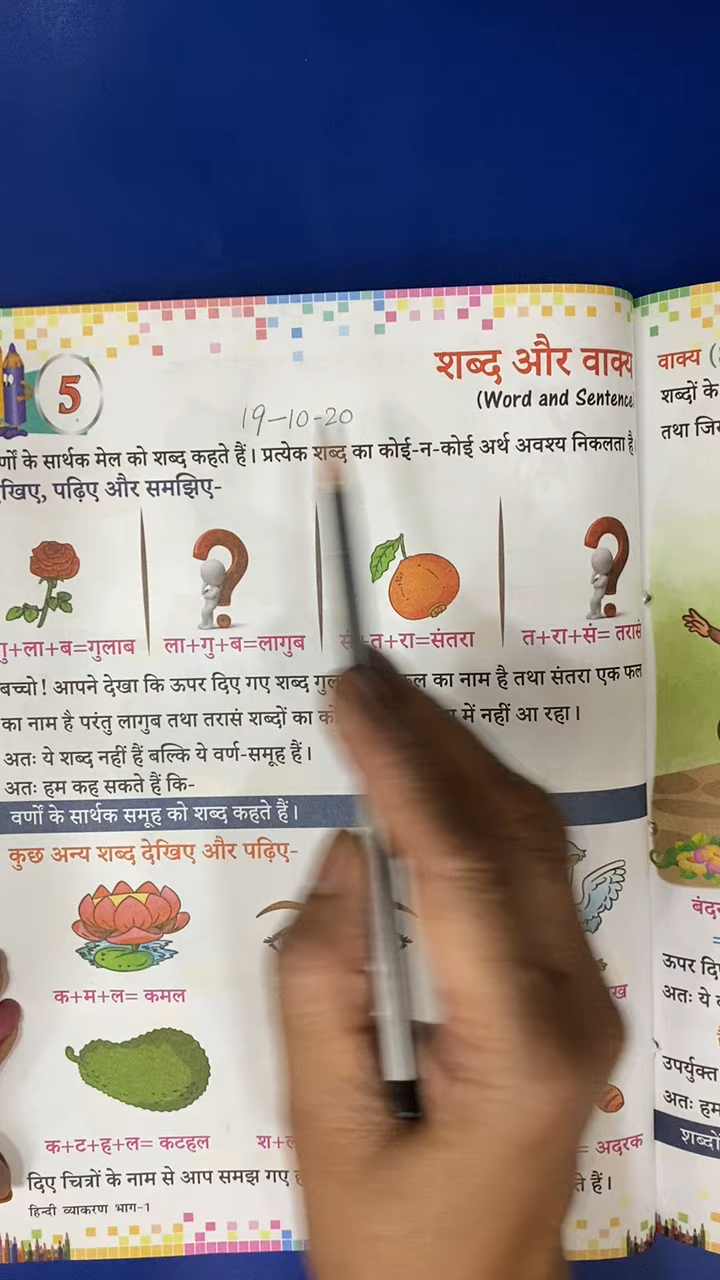 5
शब्द और वाक्य
(Word and Sentence)
19-10-20
के सार्थक मेल को शब्द कहते हैं। प्रत्येक शब्द का कोई-न-कोई अर्थ अवश्य निकलता है।
खिए, पढ़िए और समझिए-
गु+ला+ब=गुलाब ला+गु+ब=लागुब सं+त+रा=संतरा त+रा+सं= तरासं
बच्चो! आपने देखा कि ऊपर दिए गए शब्द का नाम है तथा संतरा एक फल
का नाम है परंतु लागुब तथा तरासं शब्दों का में नहीं आ रहा।
अतः ये शब्द नहीं हैं बल्कि ये वर्ण-समूह हैं।
अतः हम कह सकते हैं कि-
वर्णों के सार्थक समूह को शब्द कहते हैं।
कुछ अन्य शब्द देखिए और पढ़िए-
क+म+ल= कमल
क+ट+ह+ल= कटहल = अदरक
दिए चित्रों के नाम से आप समझ गए हैं।
हिन्दी व्याकरण भाग-1
वाक्य
शब्दों के
तथा
ऊपर
अतः ये
उपर्युक्त
अतः हम